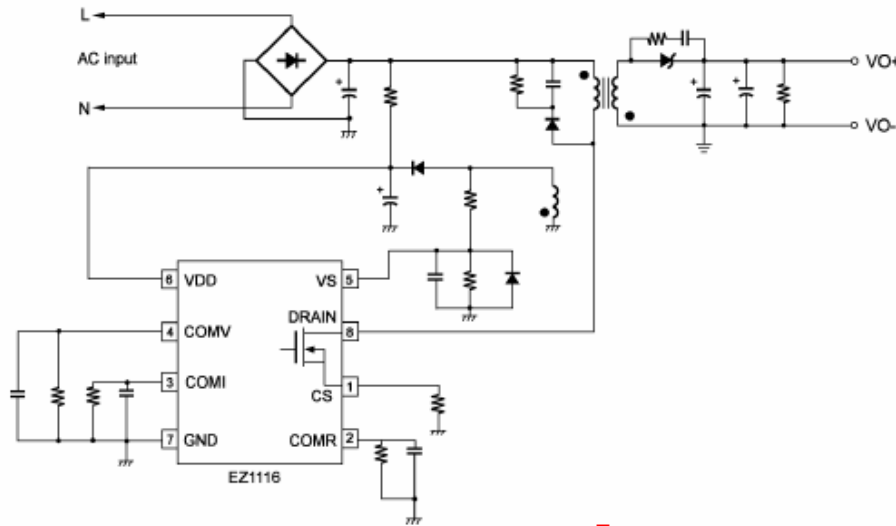 L
AC input
N
VO+
VO-
6 VDD
VS 5
DRAIN
8
4 COMV
3 COMI
1
CS
7 GND
COMR 2
EZ1116
+
+
+
+